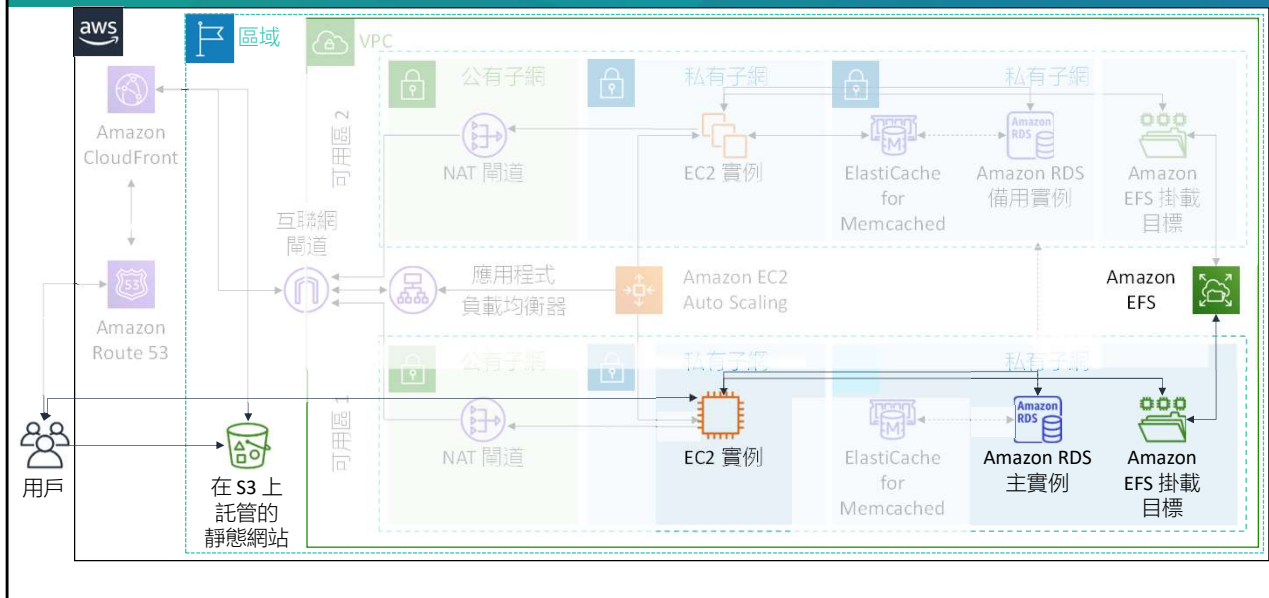 aws
區域
VPC
可用區 2
公有子網
私有子網
私有子網
Amazon
CloudFront
NAT 閘道
EC2 實例
ElastiCache
for
Memcached
Amazon
RDS
Amazon RDS
備用實例
Amazon
EFS 掛載
目標
互聯網
閘道
53
Amazon
Route 53
應用程式
負載均衡器
Amazon EC2
Auto Scaling
Amazon
EFS
可用區 1
公有子網
私有子網
私有子網
用戶
在 S3 上
託管的
靜態網站
NAT 閘道
EC2 實例
ElastiCache
for
Memcached
Amazon
RDS
Amazon RDS
主實例
Amazon
EFS 掛載
目標